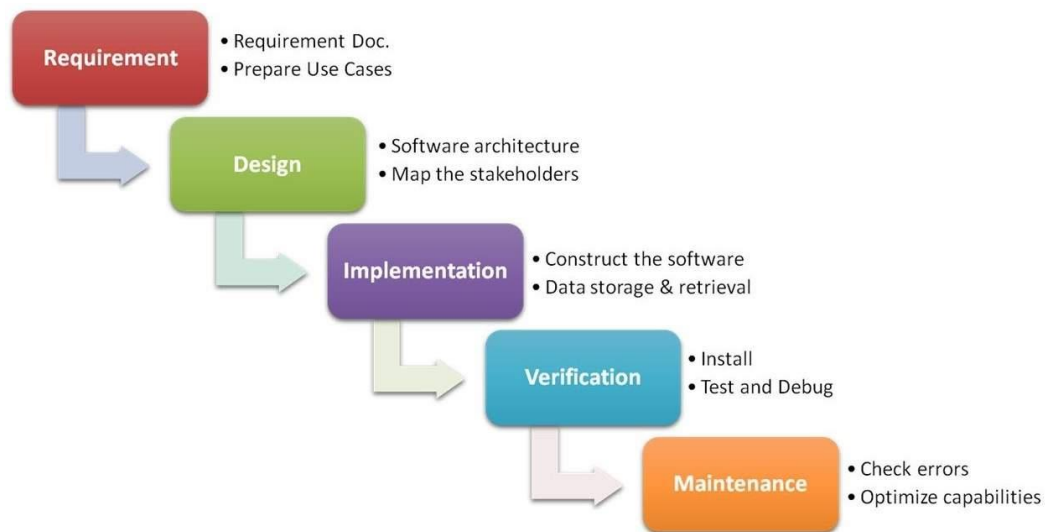 Requirement
• Requirement Doc.
• Prepare Use Cases
Design
• Software architecture
• Map the stakeholders
Implementation
• Construct the software
• Data storage & retrieval
Verification
• Install
• Test and Debug
Maintenance
• Check errors
• Optimize capabilities